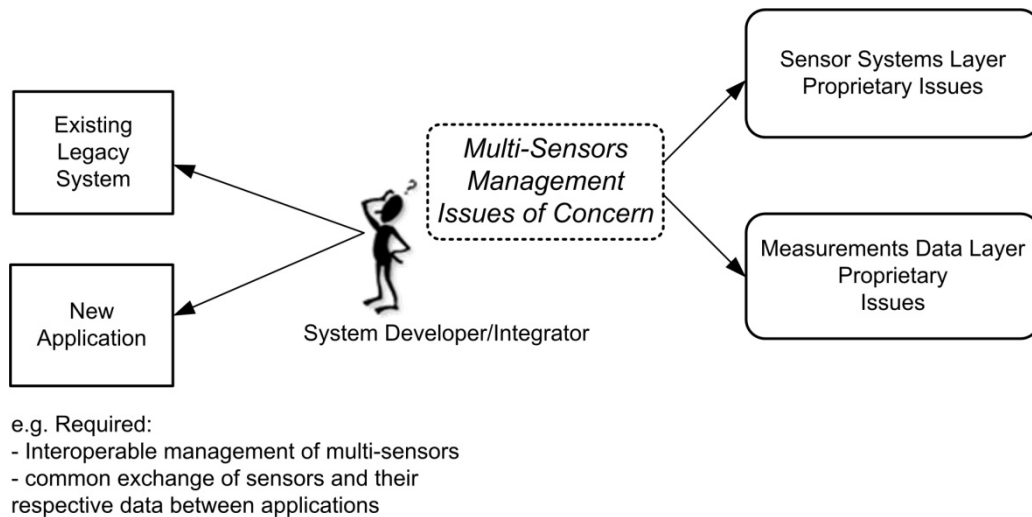 Existing
Legacy
System
New
Application
e.g. Required:
- Interoperable management of multi-sensors
- common exchange of sensors and their
respective data between applications
?
System Developer/Integrator
Multi-Sensors
Management
Issues of Concern
Sensor Systems Layer
Proprietary Issues
Measurements Data Layer
Proprietary
Issues